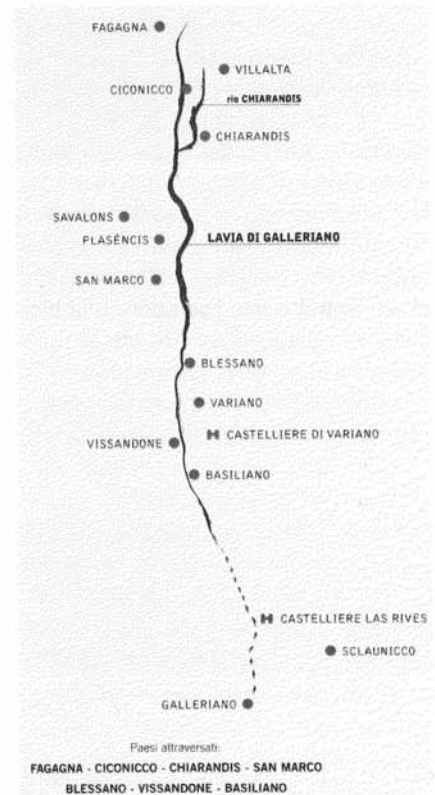 FAGAGNA
VILLALTA
CICONICCO
rio CHIARANDIS
CHIARANDIS
SAVALONS
PLASÉNCIS
LAVIA DI GALLERIANO
SAN MARCO
BLESSANO
VARIANO
CASTELLIERE DI VARIANO
VISSANDONE
BASILIANO
CASTELLIERE LAS RIVES
SCLAUNICCO
GALLERIANO
Paesi attraversati:
FAGAGNA - CICONICCO - CHIARANDIS - SAN MARCO
BLESSANO - VISSANDONE - BASILIANO